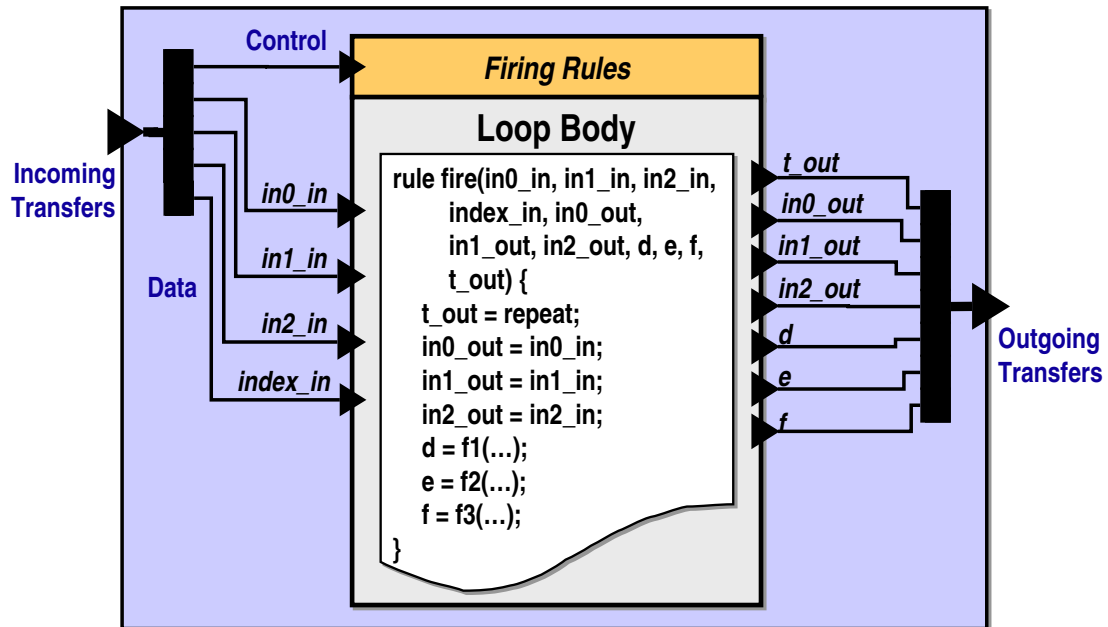 Control
Firing Rules
Loop Body
Incoming
Transfers
Data
in0_in
in1_in
in2_in
index_in
rule fire(in0_in, in1_in, in2_in,
index_in, in0_out,
in1_out, in2_out, d, e, f,
t_out) {
t_out = repeat;
in0_out = in0_in;
in1_out = in1_in;
in2_out = in2_in;
d = f1(…);
e = f2(…);
f = f3(…);
}
t_out
in0_out
in1_out
in2_out
d
e
f
Outgoing
Transfers